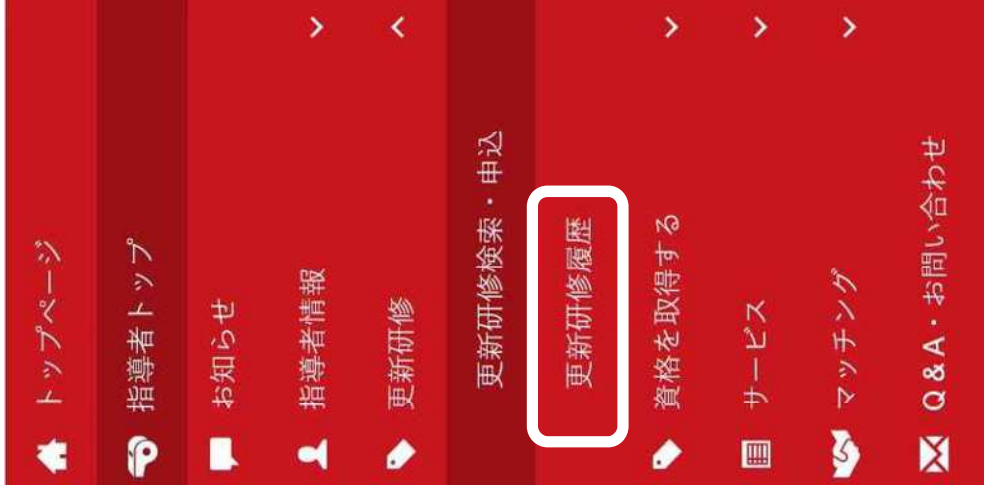 トップページ
指導者トップ
お知らせ
指導者情報
更新研修
更新研修検索・申込
更新研修履歴
資格を取得する
サービス
マッチング
Q & A・お問い合わせ